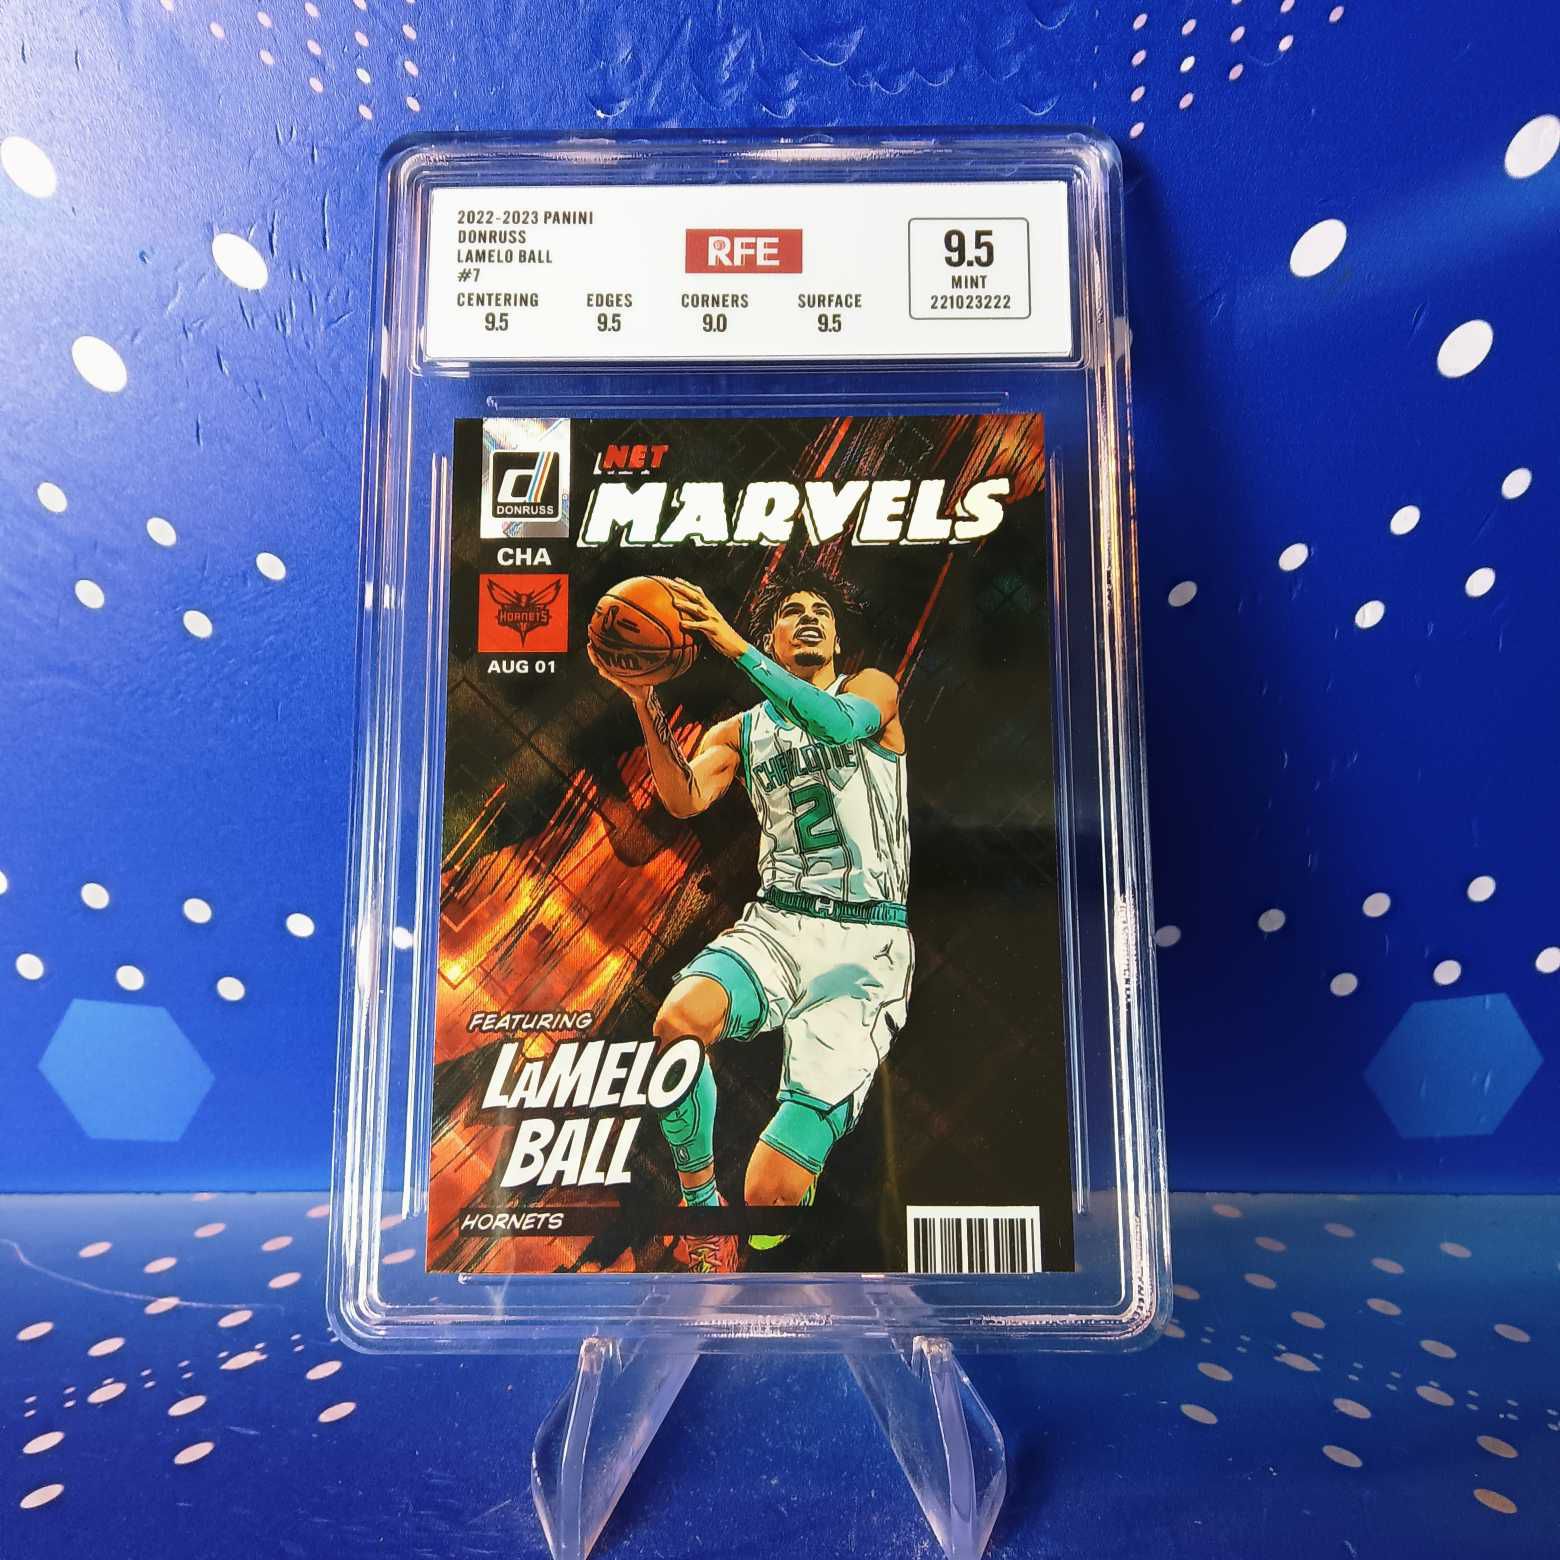 2022-2023 PANINI
DONRUSS
LAMELO BALL
#7
RFE
9.5
MINT
221023222
CENTERING EDGES CORNERS SURFACE
9.5 9.5 9.0 9.5
DONRUSS
NET
MARVELS
CHA
HORNETS
AUG 01
CHARLOTTE
2
FEATURING
LaMELO
BALL
HORNETS